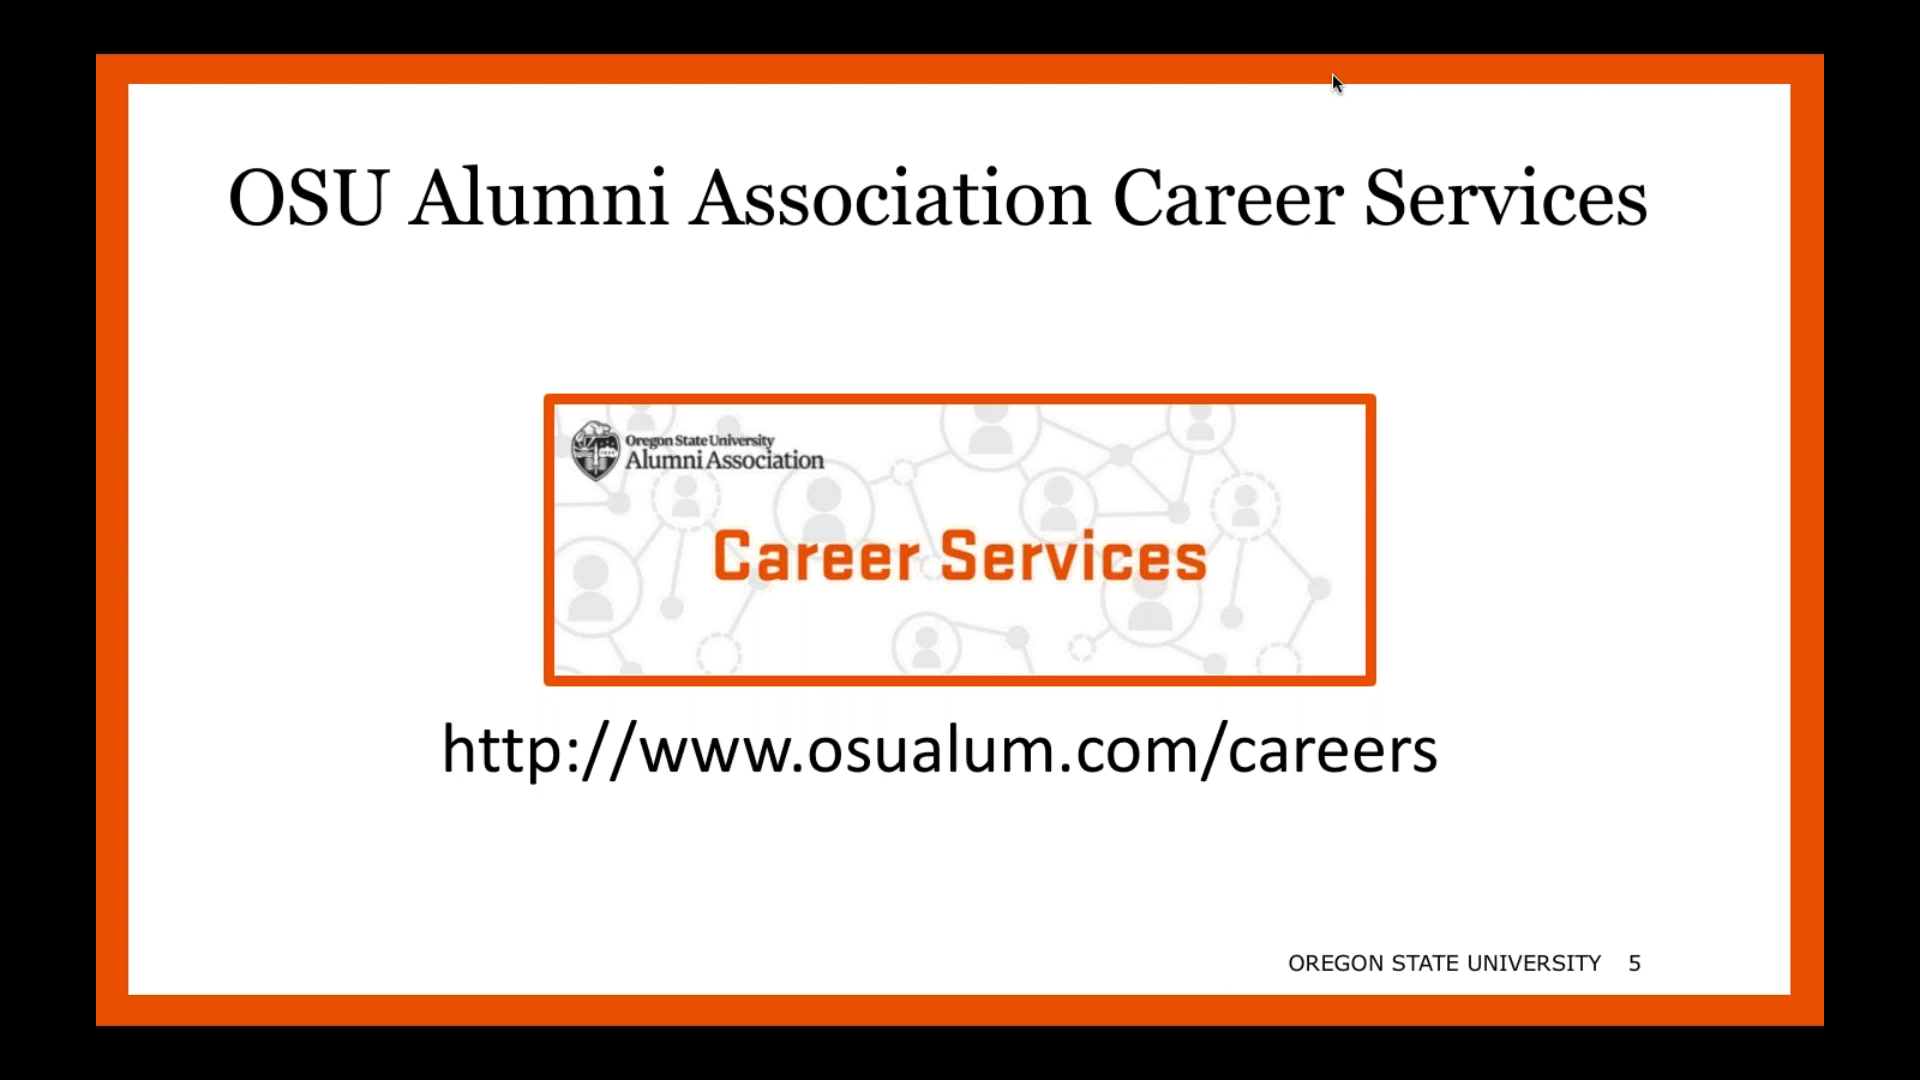 OSU Alumni Association Career Services
Oregon State University
Alumni Association
Career Services
http://www.osualum.com/careers
OREGON STATE UNIVERSITY 5